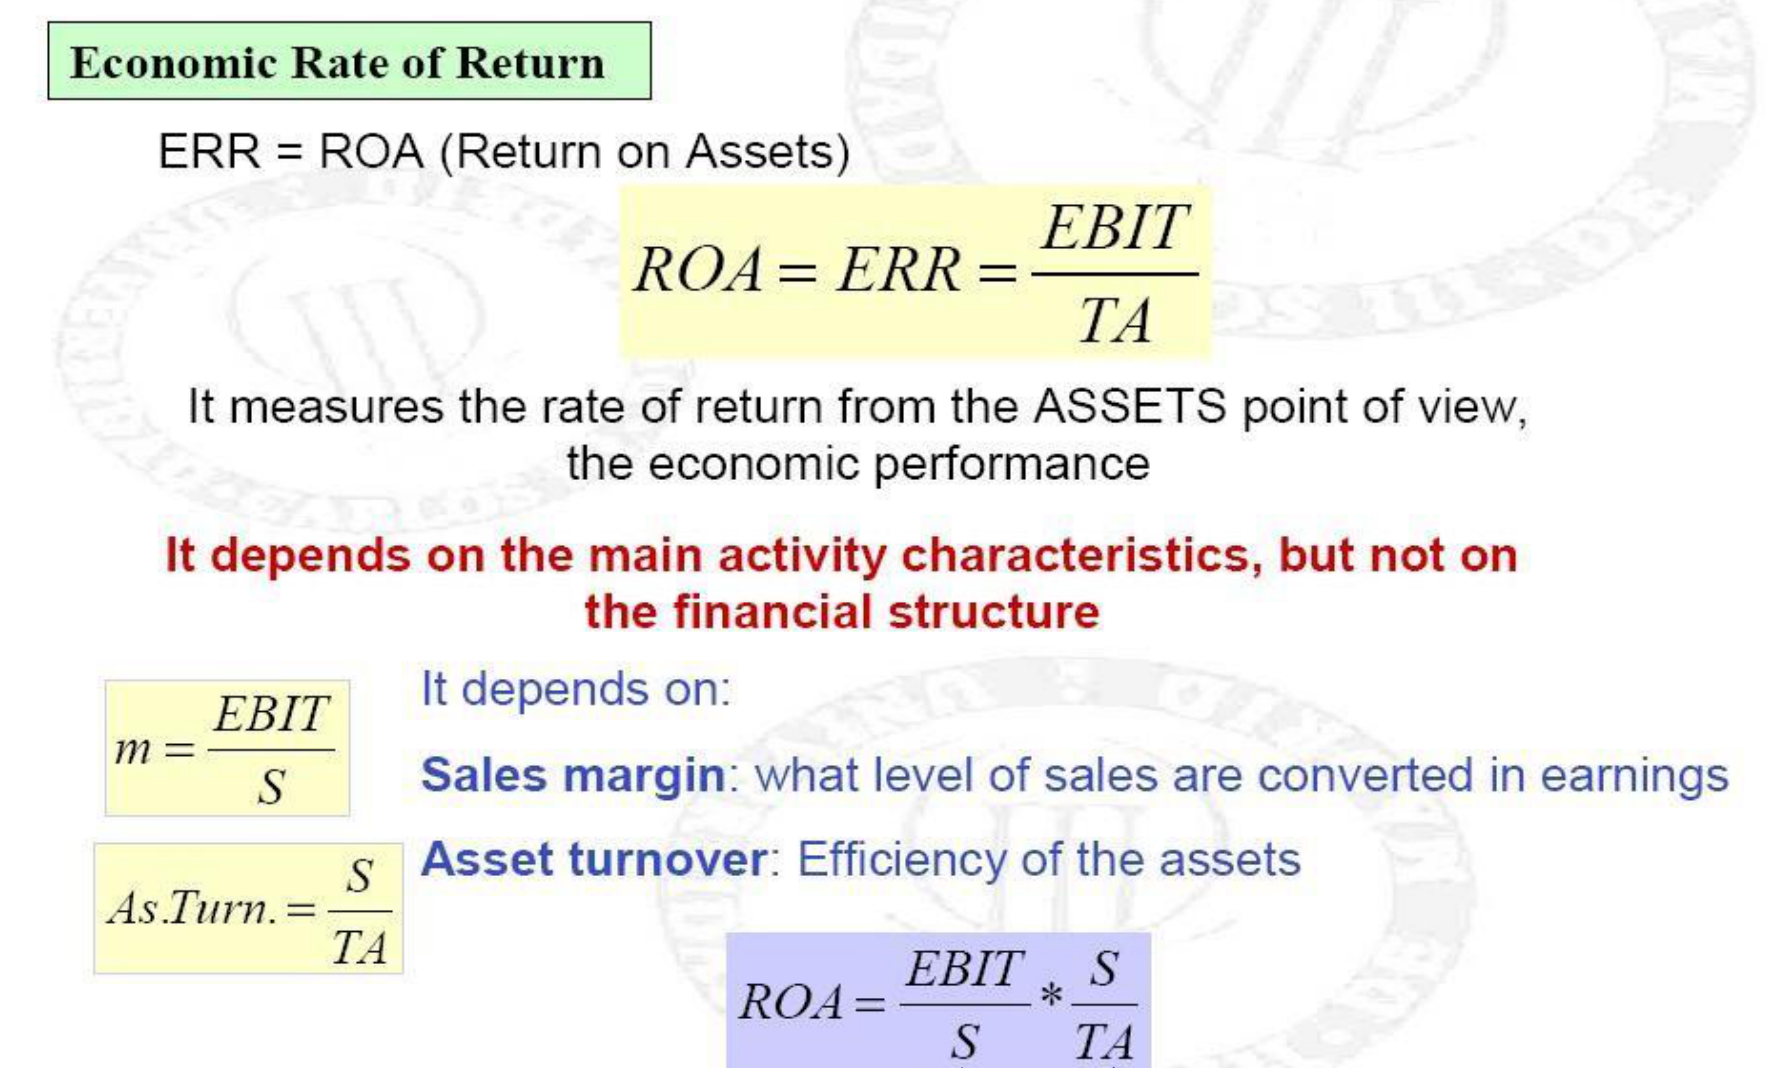 Economic Rate of Return
ERR = ROA (Return on Assets)
ROA = ERR = EBIT / TA
It measures the rate of return from the ASSETS point of view,
the economic performance
It depends on the main activity characteristics, but not on
the financial structure
m = EBIT / S
It depends on:
Sales margin: what level of sales are converted in earnings
As.Turn. = S / TA
Asset turnover: Efficiency of the assets
ROA = EBIT / S * S / TA